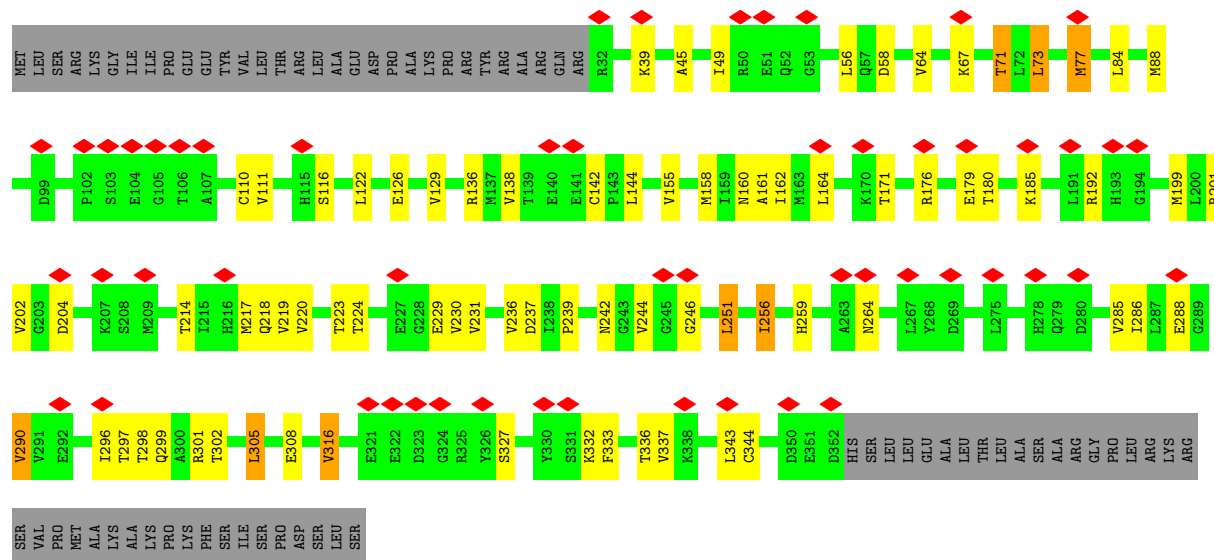 MET LEU SER ARG LYS GLY ILE ILE PRO GLU GLU TYR VAL LEU THR ARG LEU ALA GLU ASP PRO ALA LYS PRO ARG TYR ARG ALA ARG GLN ARG R32 K39 A45 I49 R50 E51 Q52 G53 L56 Q57 D58 V64 K67 T71 L72 L73 M77 L84 M88
D99 P102 S103 E104 G105 T106 A107 C110 V111 H115 S116 L122 E126 V129 R136 M137 V138 T139 E140 E141 C142 P143 L144 V155 M158 I159 N160 A161 I162 M163 L164 K170 T171 R176 E179 T180 K185 L191 R192 H193 G194 M199 L200 R201
V202 G203 D204 K207 S208 M209 T214 I215 H216 M217 Q218 V219 V220 T223 T224 E227 G228 E229 V230 V231 V236 D237 I238 P239 N242 G243 V244 G245 G246 L251 I256 H259 A263 N264 L267 Y268 D269 L275 H278 Q279 D280 V285 I286 L287 E288 G289
V290 V291 E292 I296 T297 T298 Q299 A300 R301 T302 L305 E308 V316 E321 E322 D323 G324 R325 Y326 S327 Y330 S331 K332 F333 T336 V337 K338 L343 C344 D350 E351 D352 HIS SER LEU LEU GLU ALA LEU THR LEU ALA SER ALA ARG GLY PRO LEU ARG LYS ARG
SER VAL PRO MET ALA LYS ALA LYS PRO LYS PHE SER ILE SER PRO ASP SER LEU SER